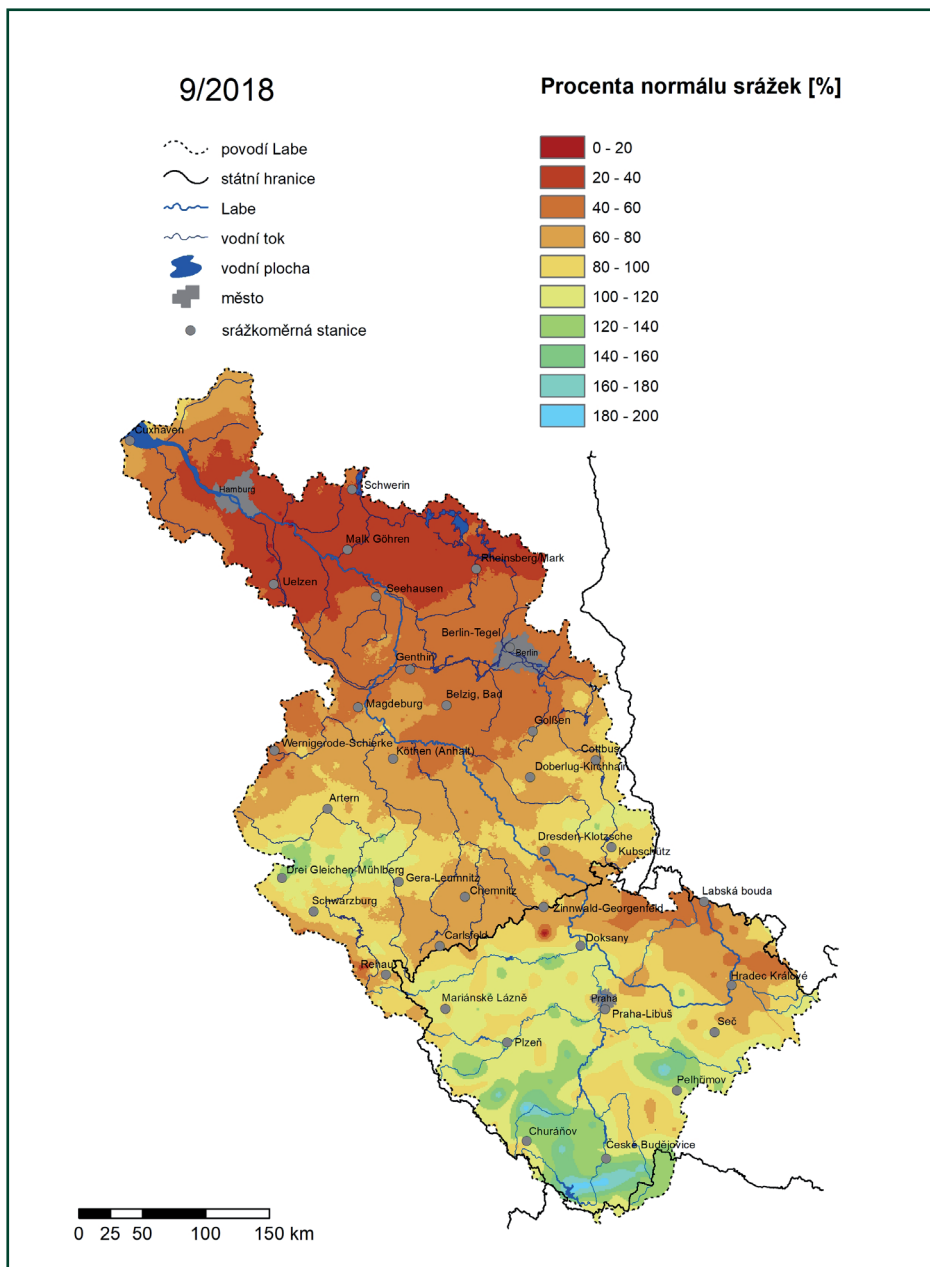 9/2018
povodí Labe
státní hranice
Labe
vodní tok
vodní plocha
město
srážkoměrná stanice
Procenta normálu srážek [%]
0 - 20
20 - 40
40 - 60
60 - 80
80 - 100
100 - 120
120 - 140
140 - 160
160 - 180
180 - 200
Cuxhaven
Hamburg
Schwerin
Malk Göhren
Rheinsberg/Mark
Uelzen
Seehausen
Berlin-Tegel
Berlin
Genthin
Belzig, Bad
Magdeburg
Golßen
Wernigerode-Schierke
Köthen (Anhalt)
Cottbus
Doberlug-Kirchhain
Artern
Dresden-Klotzsche
Kubschütz
Drei Gleichen-Mühlberg
Gera-Leumnitz
Chemnitz
Labská bouda
Schwarzburg
Zinnwald-Georgenfeld
Carlsfeld
Doksany
Rehau
Hradec Králové
Mariánské Lázně
Praha
Praha-Libuš
Seč
Plzeň
Pelhřimov
Churáňov
České Budějovice
0 25 50 100 150 km